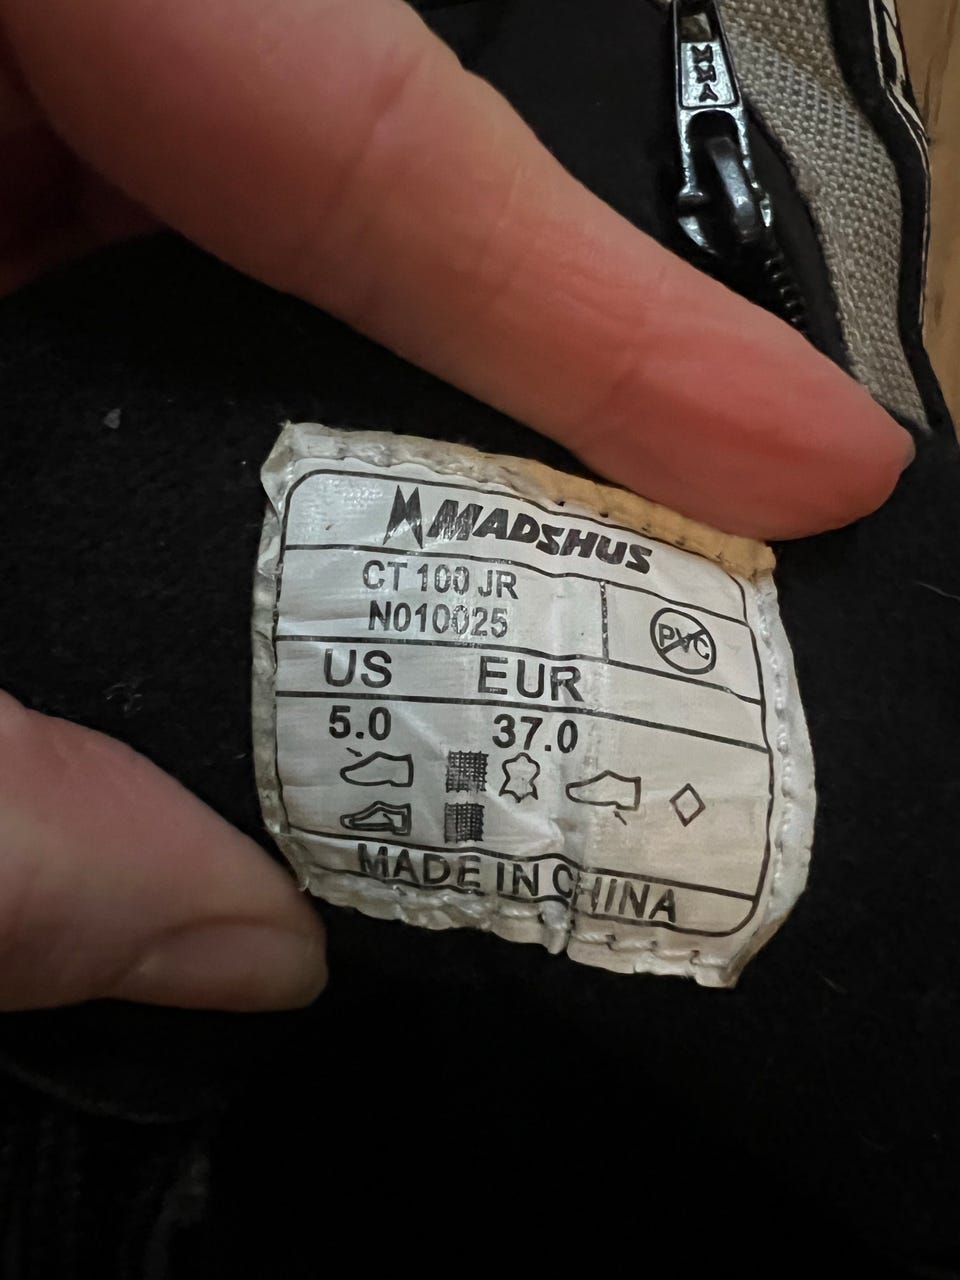 MADSHUS
CT 100 JR
N010025
PVC
US EUR
5.0 37.0
MADE IN CHINA